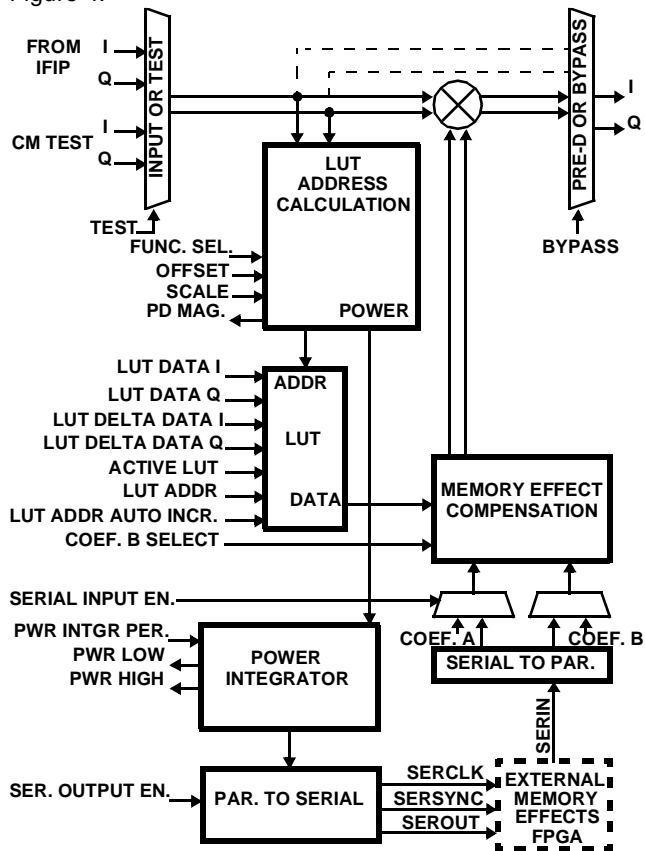 FROM
IFIP
I
Q
CM TEST
I
Q
INPUT OR TEST
TEST
PRE-D OR BYPASS
I
Q
BYPASS
LUT
ADDRESS
CALCULATION
POWER
FUNC. SEL.
OFFSET
SCALE
PD MAG.
LUT DATA I
LUT DATA Q
LUT DELTA DATA I
LUT DELTA DATA Q
ACTIVE LUT
LUT ADDR
LUT ADDR AUTO INCR.
COEF. B SELECT
ADDR
LUT
DATA
MEMORY EFFECT
COMPENSATION
SERIAL INPUT EN.
COEF. A
COEF. B
SERIAL TO PAR.
PWR INTGR PER.
PWR LOW
PWR HIGH
POWER
INTEGRATOR
SERIN
SER. OUTPUT EN.
PAR. TO SERIAL
SERCLK
SERSYNC
SEROUT
EXTERNAL
MEMORY
EFFECTS
FPGA